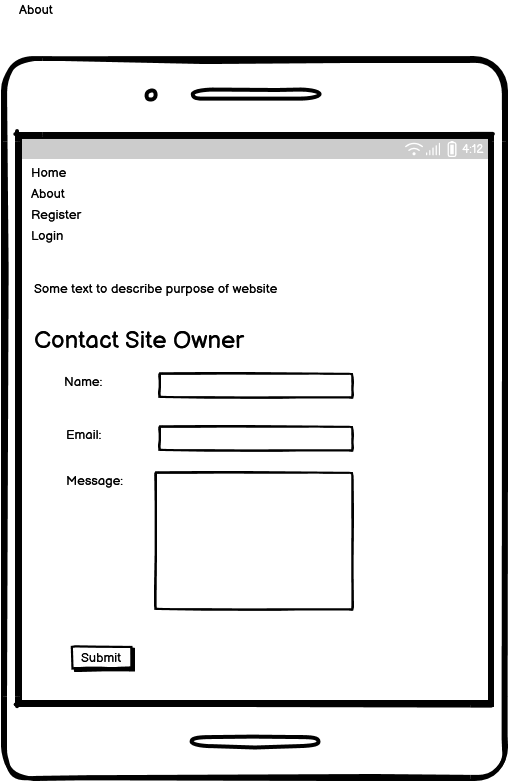 About
4:12
Home
About
Register
Login
Some text to describe purpose of website
Contact Site Owner
Name:
Email:
Message:
Submit